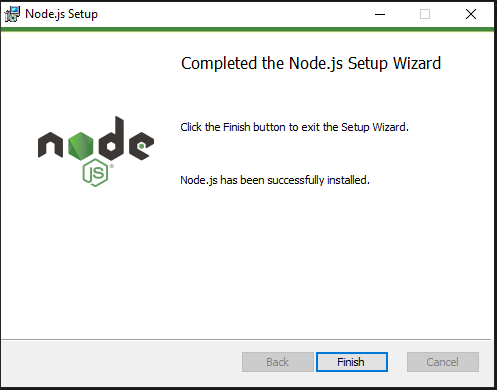 Node.js Setup
Completed the Node.js Setup Wizard
Click the Finish button to exit the Setup Wizard.
node
JS
Node.js has been successfully installed.
Back
Finish
Cancel